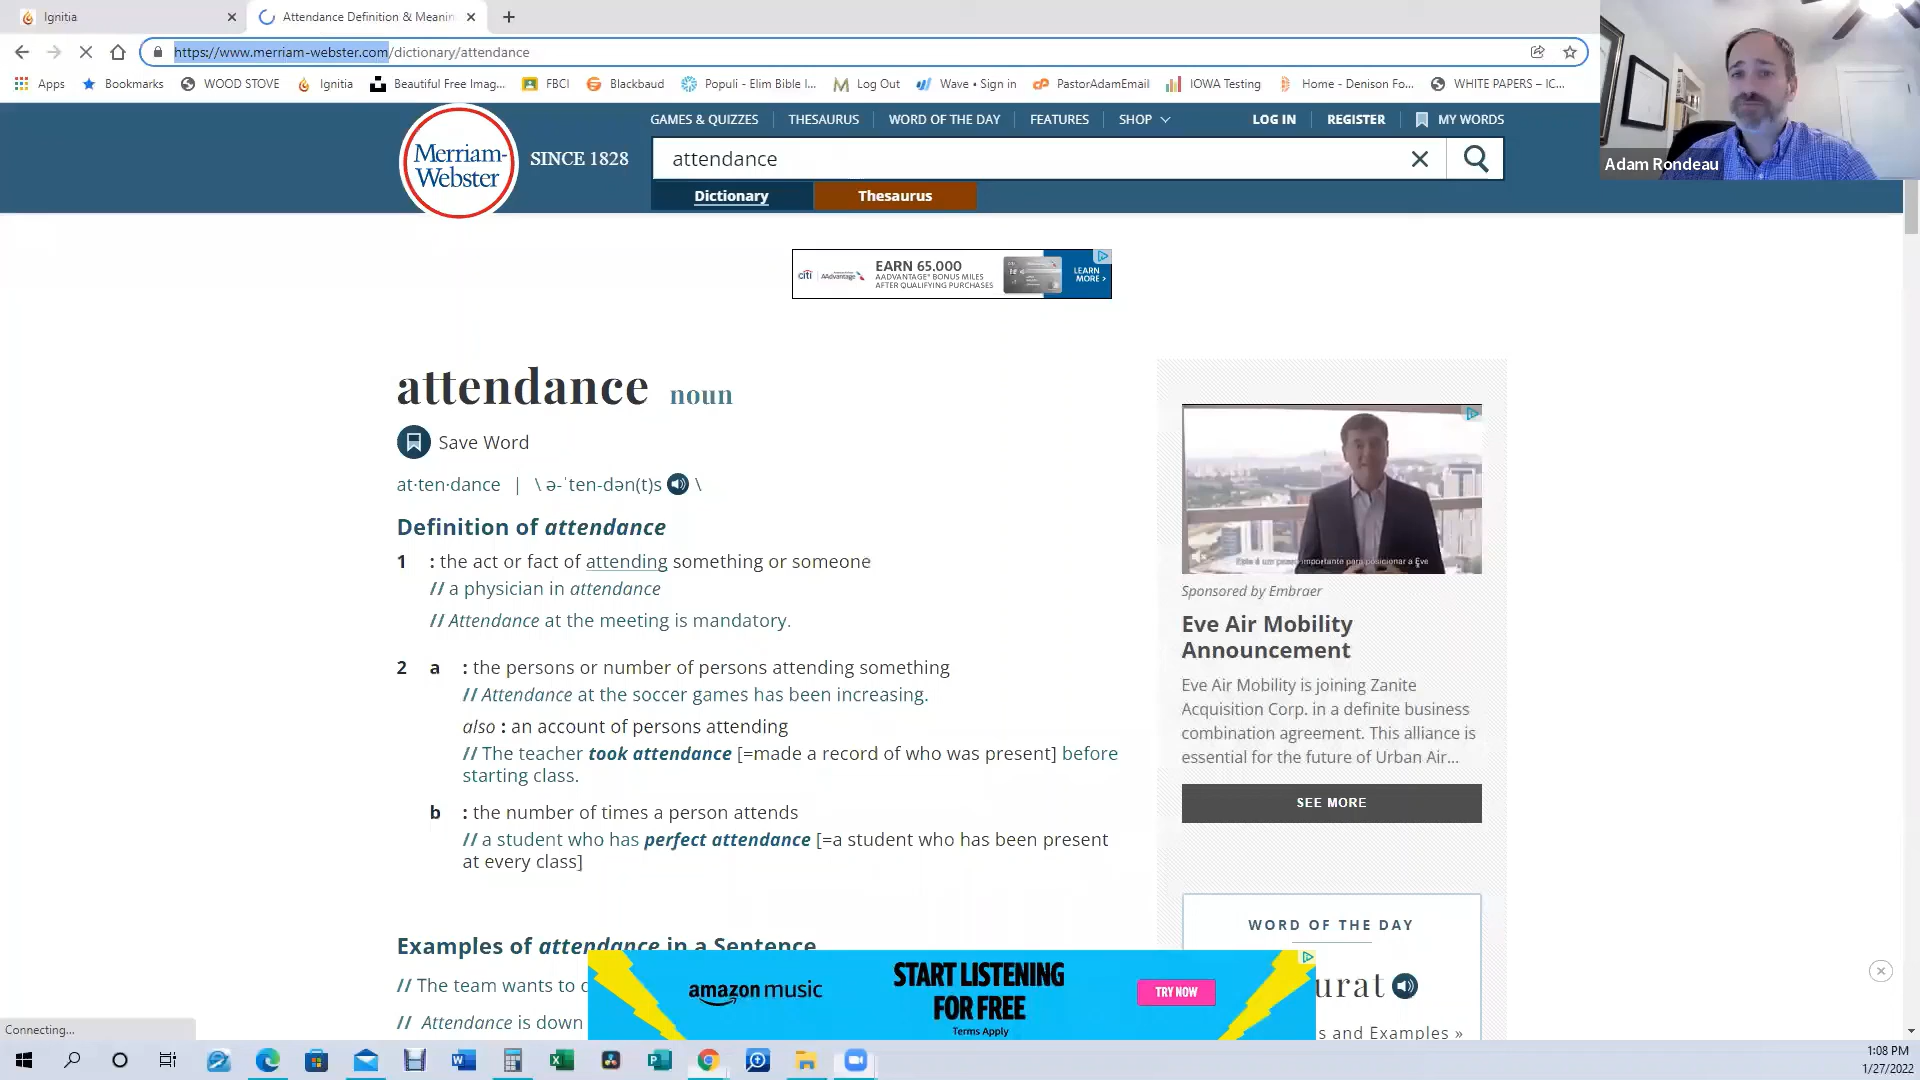 Ignitia
Attendance Definition & Meanin
https://www.merriam-webster.com/dictionary/attendance
Apps
Bookmarks
WOOD STOVE
Ignitia
Beautiful Free Imag...
FBCI
Blackbaud
Populi - Elim Bible I...
Log Out
Wave • Sign in
PastorAdamEmail
IOWA Testing
Home - Denison Fo...
WHITE PAPERS – IC...
Adam Rondeau
GAMES & QUIZZES
THESAURUS
WORD OF THE DAY
FEATURES
SHOP
LOG IN
REGISTER
MY WORDS
Merriam-
Webster
SINCE 1828
attendance
Dictionary
Thesaurus
citi
AAdvantage
EARN 65,000
AADVANTAGE® BONUS MILES
AFTER QUALIFYING PURCHASES
LEARN
MORE ›
attendance noun
Save Word
at·ten·dance | \ ə-ˈten-dən(t)s \
Definition of attendance
1 : the act or fact of attending something or someone
// a physician in attendance
// Attendance at the meeting is mandatory.
2 a : the persons or number of persons attending something
// Attendance at the soccer games has been increasing.
also : an account of persons attending
// The teacher took attendance [=made a record of who was present] before
starting class.
b : the number of times a person attends
// a student who has perfect attendance [=a student who has been present
at every class]
Examples of attendance in a Sentence
// The team wants to
// Attendance is down
Este é um passo importante para posicionar a Eve
Sponsored by Embraer
Eve Air Mobility
Announcement
Eve Air Mobility is joining Zanite
Acquisition Corp. in a definite business
combination agreement. This alliance is
essential for the future of Urban Air...
SEE MORE
WORD OF THE DAY
urat
s and Examples »
amazon music
START LISTENING
FOR FREE
Terms Apply
TRY NOW
Connecting...
1:08 PM
1/27/2022